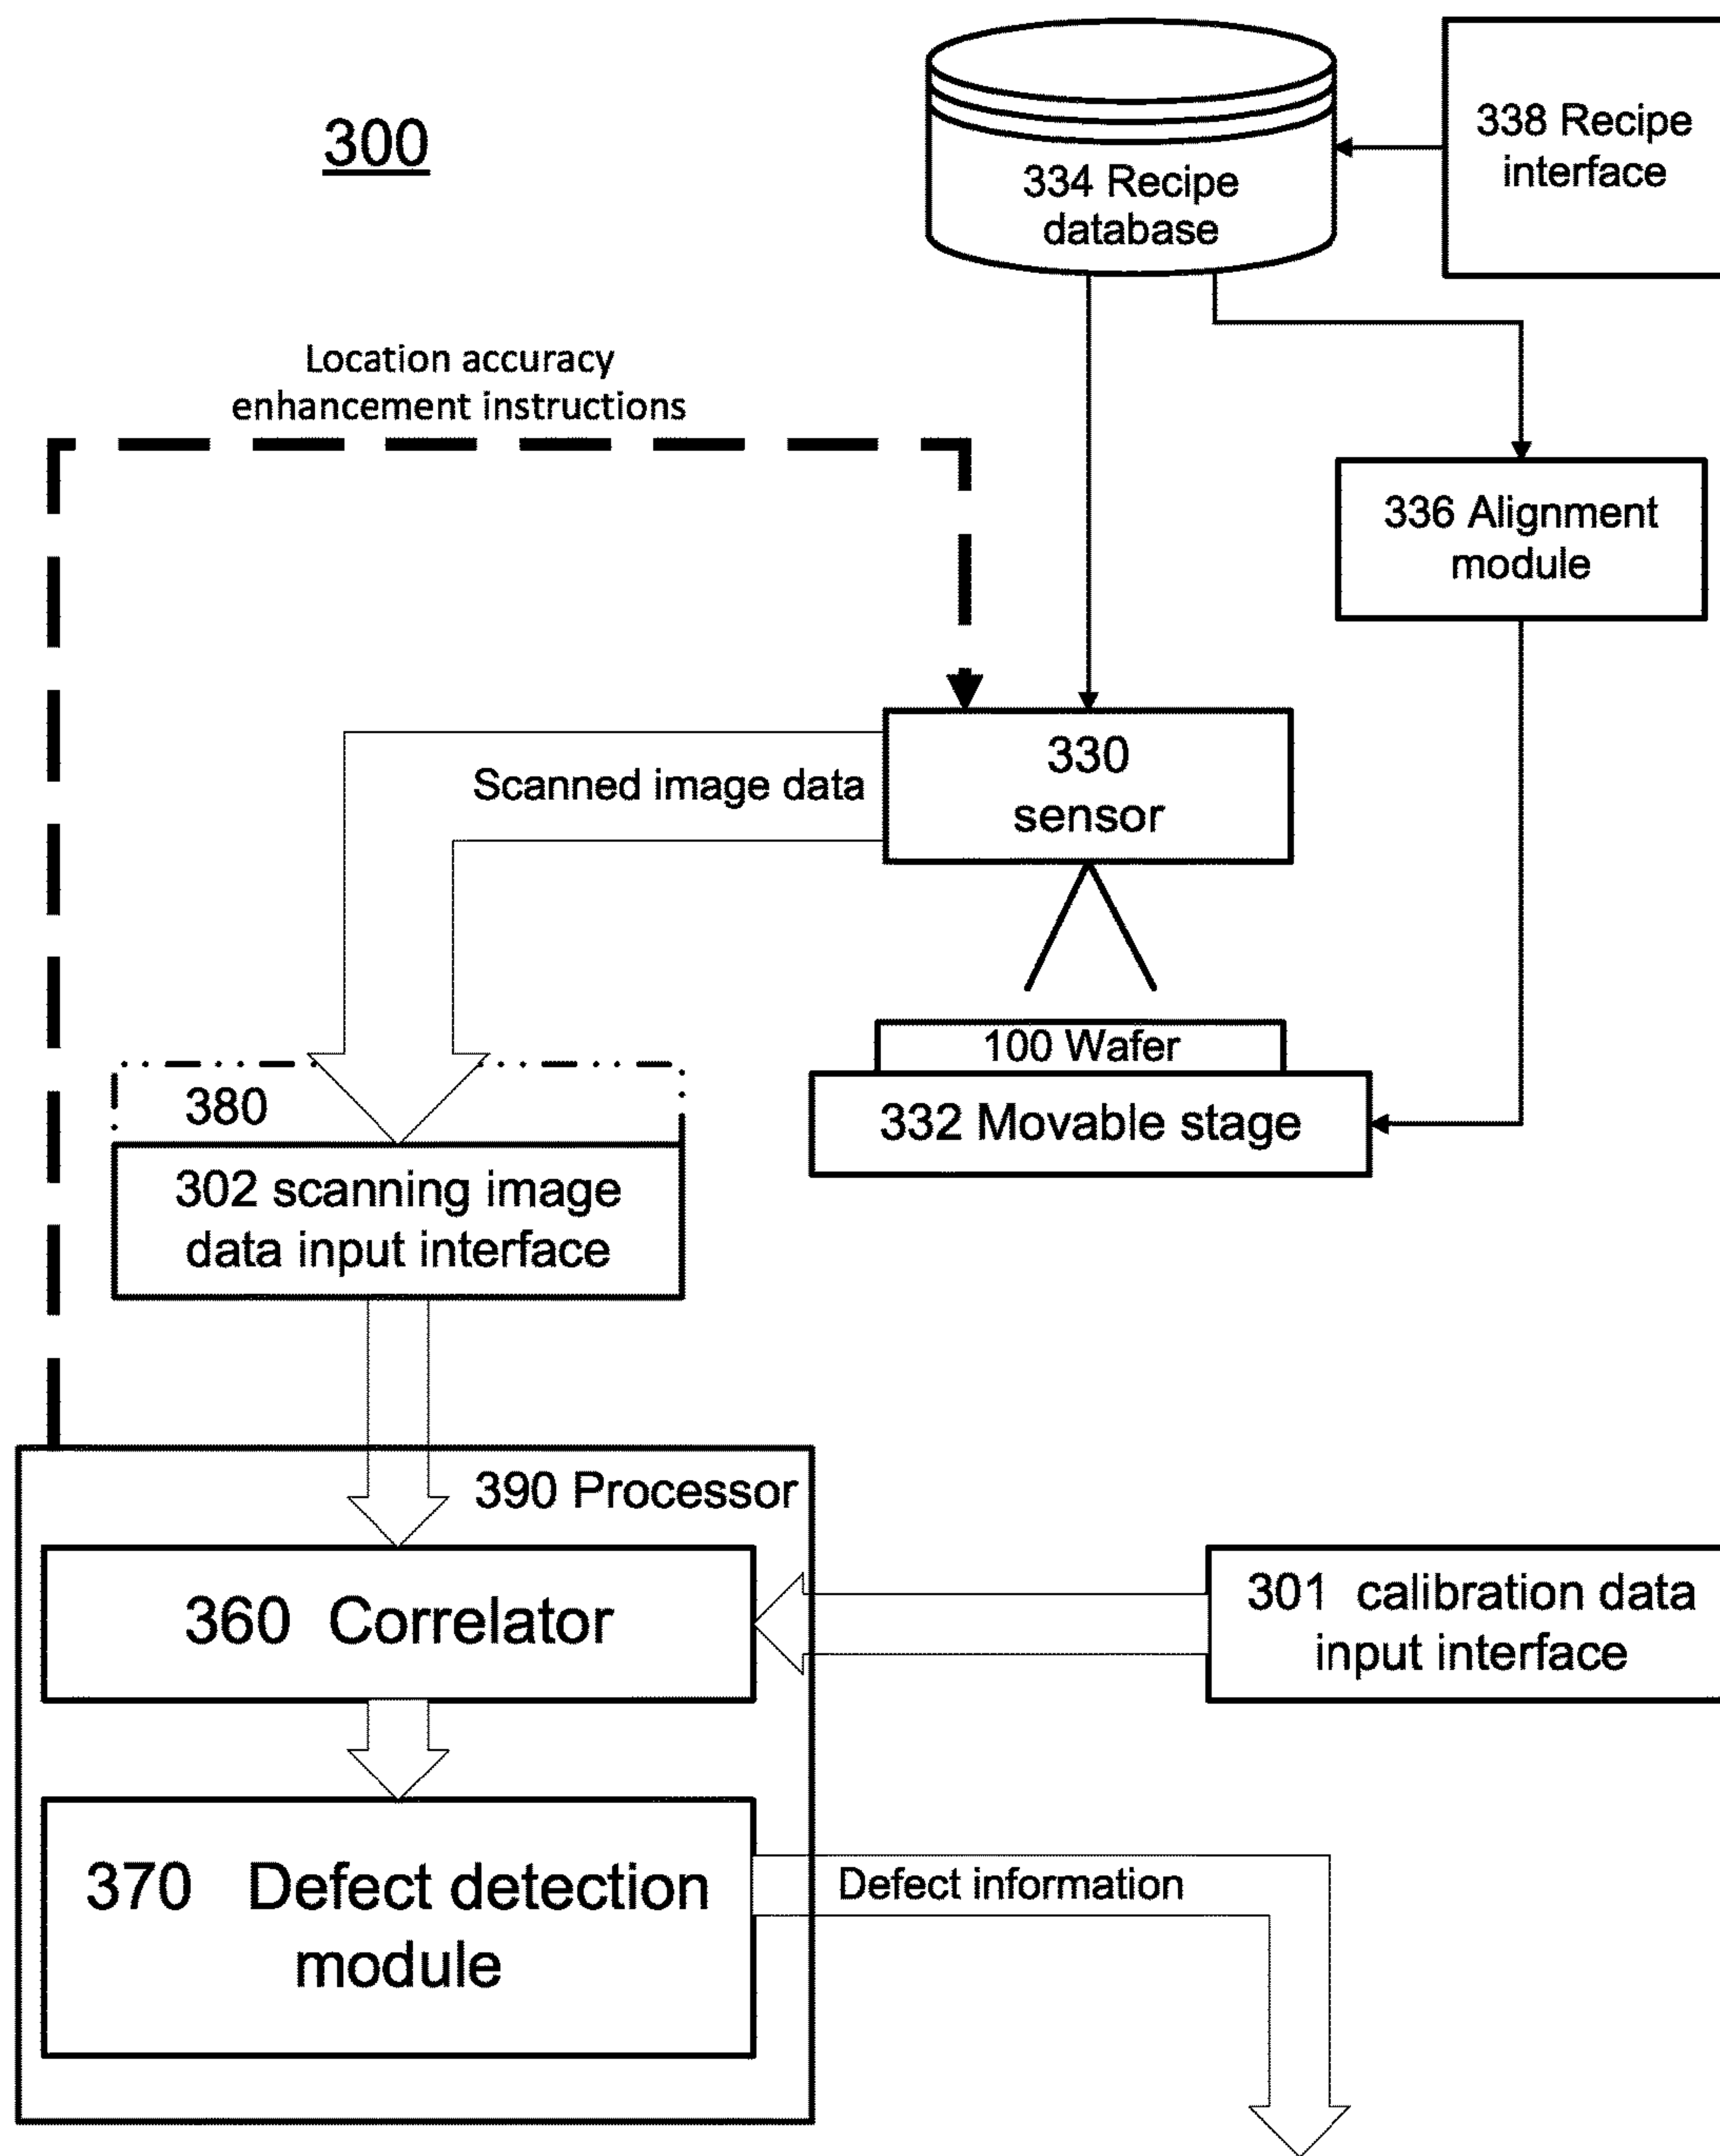 300
334 Recipe
database
338 Recipe
interface
Location accuracy
enhancement instructions
336 Alignment
module
330
sensor
Scanned image data
100 Wafer
332 Movable stage
380
302 scanning image
data input interface
390 Processor
360 Correlator
301 calibration data
input interface
370 Defect detection
module
Defect information